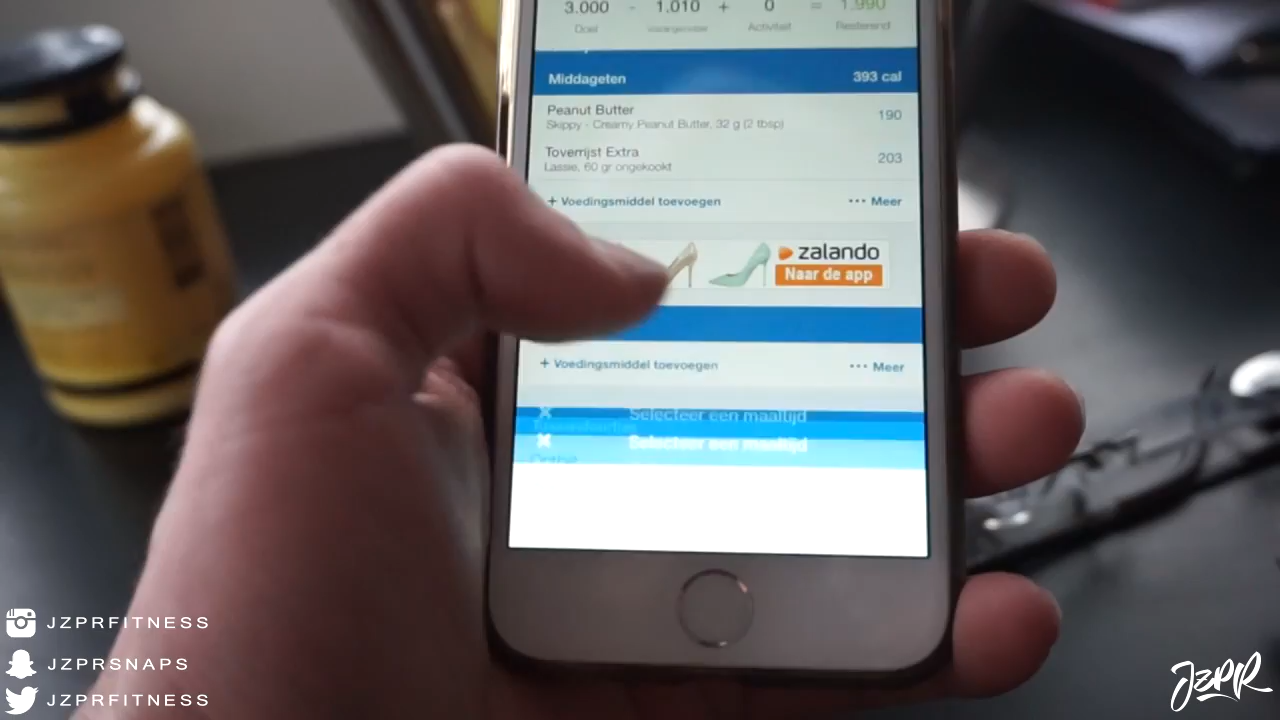 3.000 - 1.010 + 0 = 1.990
Doel Activiteit Resterend
Middageten 393 cal
Peanut Butter 190
Skippy - Creamy Peanut Butter, 32 g (2 tbsp)
Toverrijst Extra 203
Lassie, 60 gr ongekookt
+ Voedingsmiddel toevoegen ••• Meer
zalando
Naar de app
+ Voedingsmiddel toevoegen ••• Meer
Selecteer een maaltijd
Selecteer een maaltijd
JZPRFITNESS
JZPRSNAPS
JZPRFITNESS
JZPR